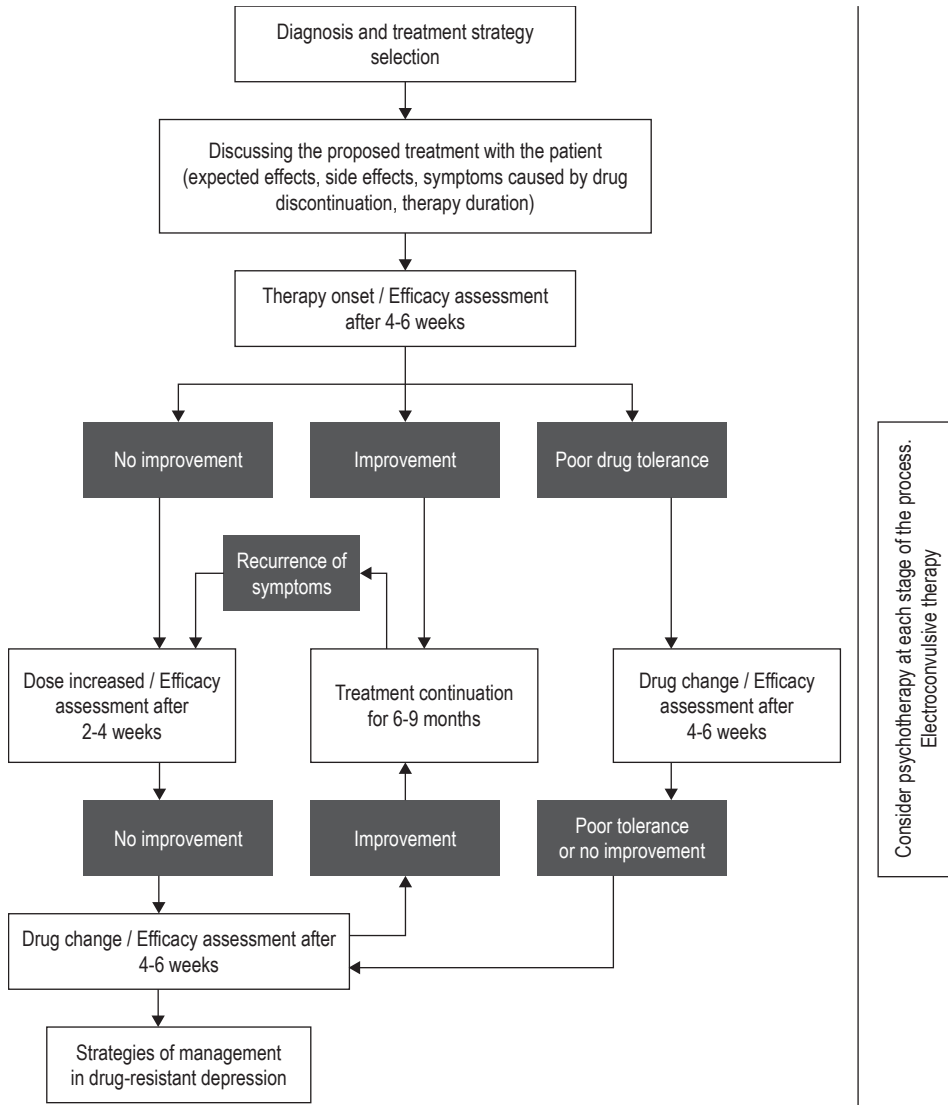 Diagnosis and treatment strategy
selection
Discussing the proposed treatment with the patient
(expected effects, side effects, symptoms caused by drug
discontinuation, therapy duration)
Therapy onset / Efficacy assessment
after 4-6 weeks
No improvement
Improvement
Poor drug tolerance
Recurrence of
symptoms
Dose increased / Efficacy
assessment after
2-4 weeks
Treatment continuation
for 6-9 months
Drug change / Efficacy
assessment after
4-6 weeks
No improvement
Improvement
Poor tolerance
or no improvement
Drug change / Efficacy assessment after
4-6 weeks
Strategies of management
in drug-resistant depression
Consider psychotherapy at each stage of the process.
Electroconvulsive therapy